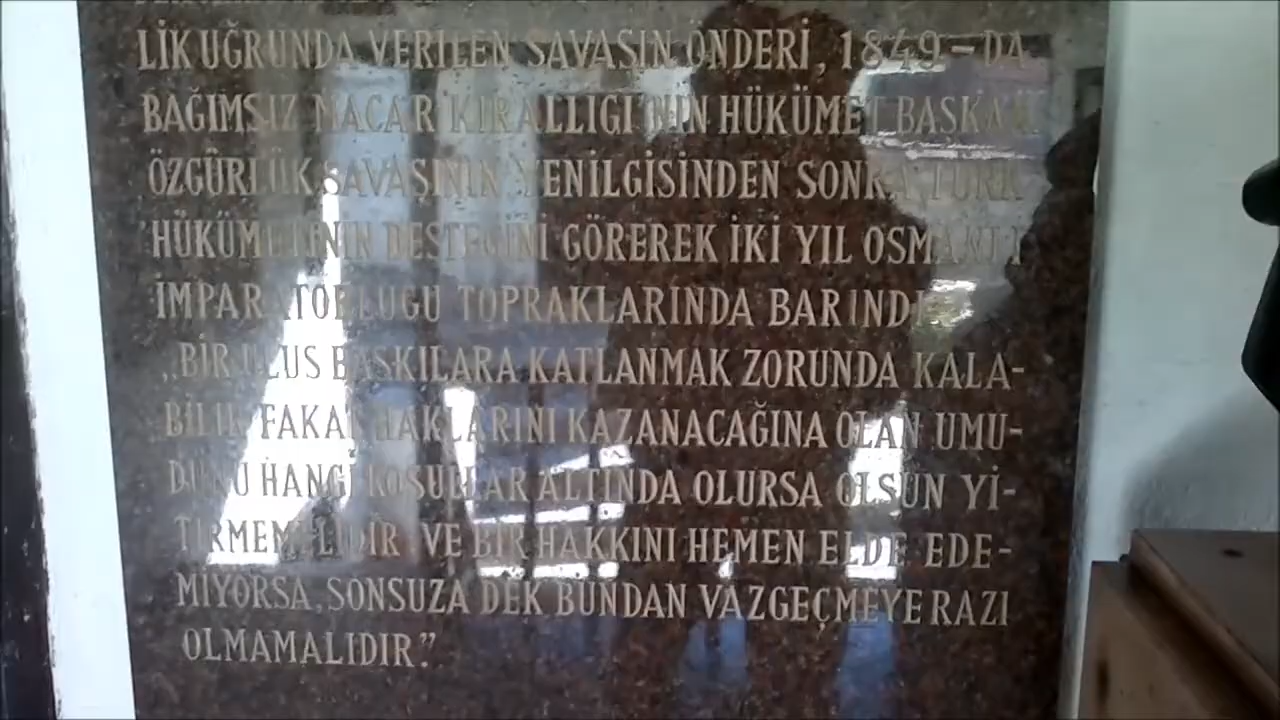 LİK UĞRUNDA VERİLEN SAVAŞIN ÖNDERİ, 1849-DA
BAĞIMSIZ MACAR KIRALLIĞI'NIN HÜKÜMET BAŞKANI
ÖZGÜRLÜK SAVAŞININ YENİLGİSİNDEN SONRA TÜRK
HÜKÜMETİNİN DESTEĞİNİ GÖREREK İKİ YIL OSMANLI
İMPARATORLUĞU TOPRAKLARINDA BARINDI
„BİR ULUS BASKILARA KATLANMAK ZORUNDA KALA-
BİLİR FAKAT HAKLARINI KAZANACAĞINA OLAN UMU-
DUNU HANGİ KOŞULLAR ALTINDA OLURSA OLSUN Yİ-
TİRMEMELİDİR VE BİR HAKKINI HEMEN ELDE EDE-
MİYORSA, SONSUZA DEK BUNDAN VAZGEÇMEYE RAZI
OLMAMALIDIR.”